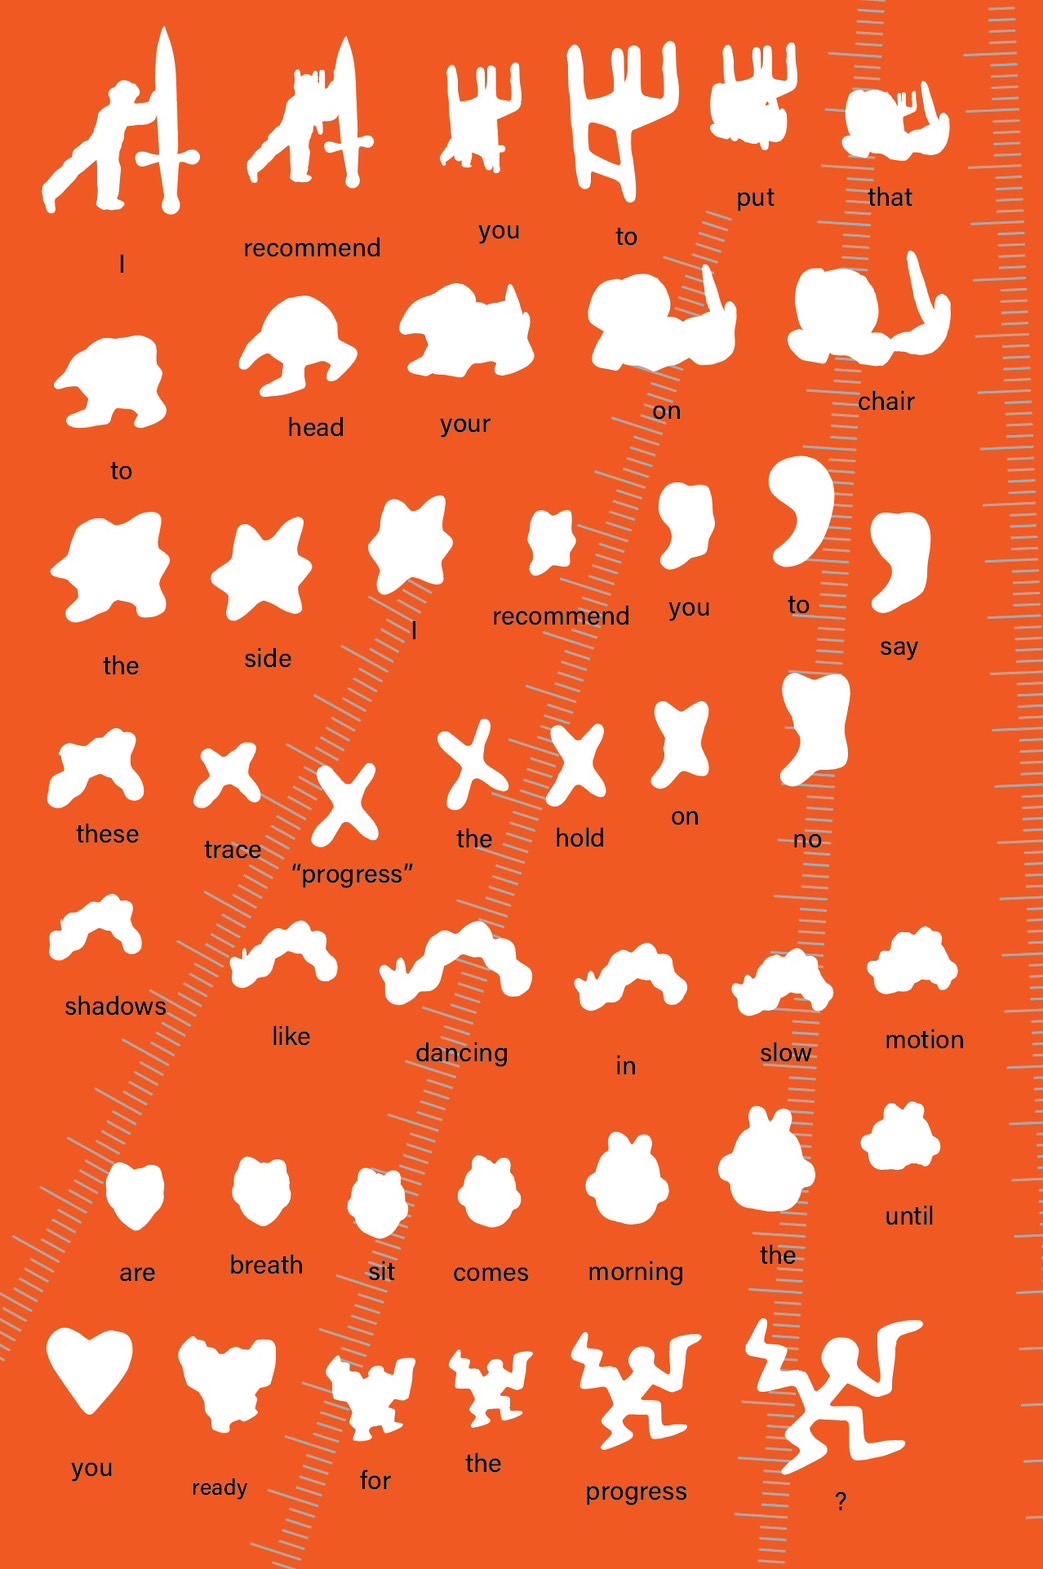 I recommend you to put that
to head your on chair
the side I recommend you to say
these trace “progress” the hold on no
shadows like dancing in slow motion
are breath sit comes morning the until
you ready for the progress ?